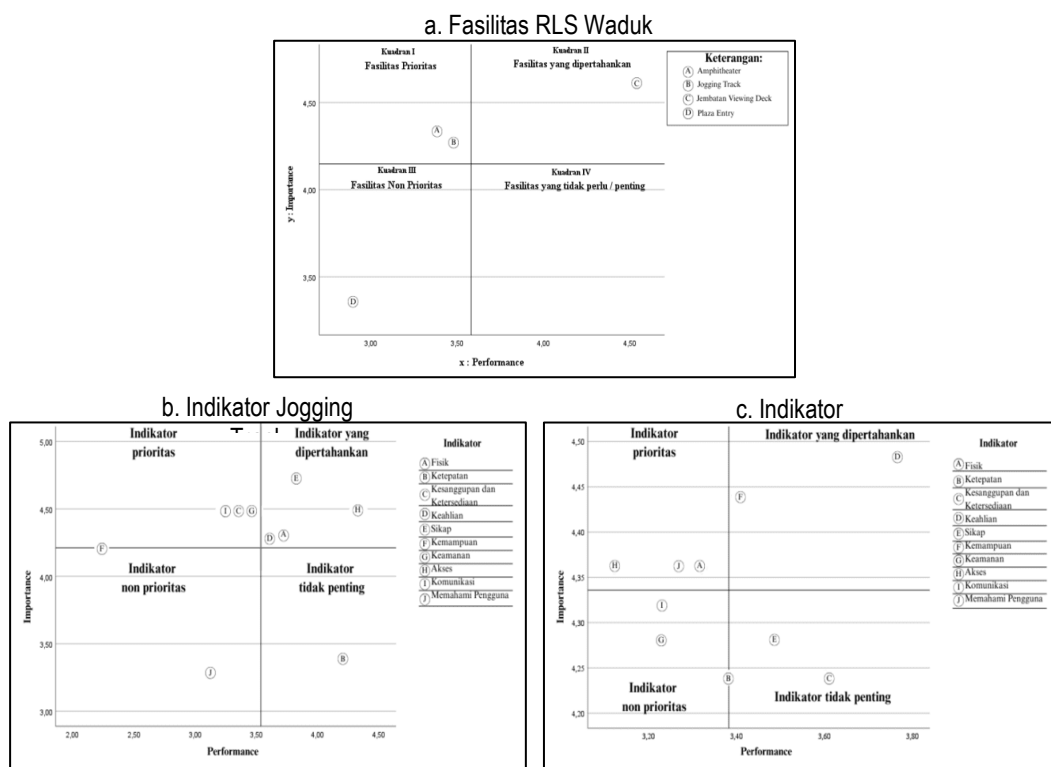 a. Fasilitas RLS Waduk
Kuadran I
Fasilitas Prioritas
Kuadran II
Fasilitas yang dipertahankan
Kuadran III
Fasilitas Non Prioritas
Kuadran IV
Fasilitas yang tidak perlu / penting
4,50
4,00
3,50
y : Importance
A
B
C
D
3,00
3,50
4,00
4,50
x : Performance
Keterangan:
A Amphitheater
B Jogging Track
C Jembatan Viewing Deck
D Plaza Entry
b. Indikator Jogging
Indikator
prioritas
Indikator yang
dipertahankan
Indikator
non prioritas
Indikator
tidak penting
5,00
4,50
4,00
3,50
3,00
Importance
E
I
C
G
H
D
A
F
J
B
2,00
2,50
3,00
3,50
4,00
4,50
Performance
Indikator
A Fisik
B Ketepatan
C Kesanggupan dan
Ketersediaan
D Keahlian
E Sikap
F Kemampuan
G Keamanan
H Akses
I Komunikasi
J Memahami Pengguna
c. Indikator
Indikator
prioritas
Indikator yang dipertahankan
Indikator
non prioritas
Indikator tidak penting
4,50
4,45
4,40
4,35
4,30
4,25
4,20
Importance
D
F
H
J
A
I
G
E
B
C
3,20
3,40
3,60
3,80
Performance
Indikator
A Fisik
B Ketepatan
C Kesanggupan dan
Ketersediaan
D Keahlian
E Sikap
F Kemampuan
G Keamanan
H Akses
I Komunikasi
J Memahami Pengguna